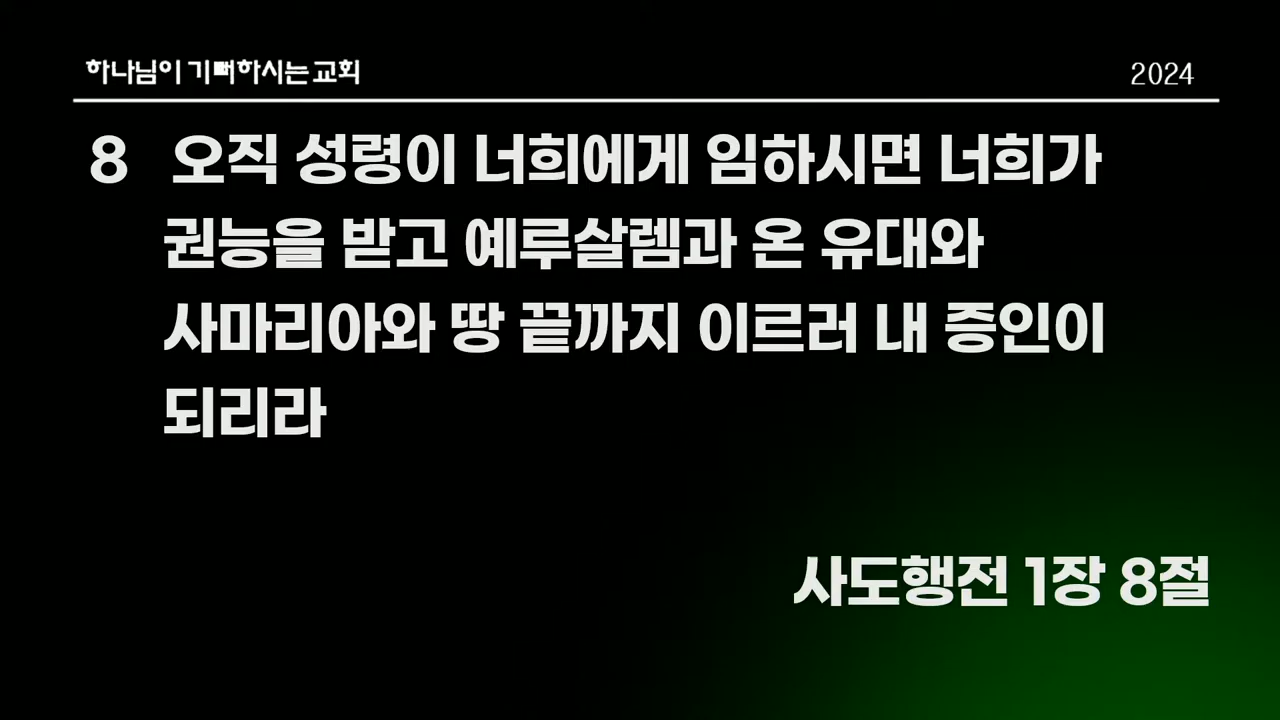 하나님이 기뻐하시는 교회
2024
8 오직 성령이 너희에게 임하시면 너희가
권능을 받고 예루살렘과 온 유대와
사마리아와 땅 끝까지 이르러 내 증인이
되리라
사도행전 1장 8절